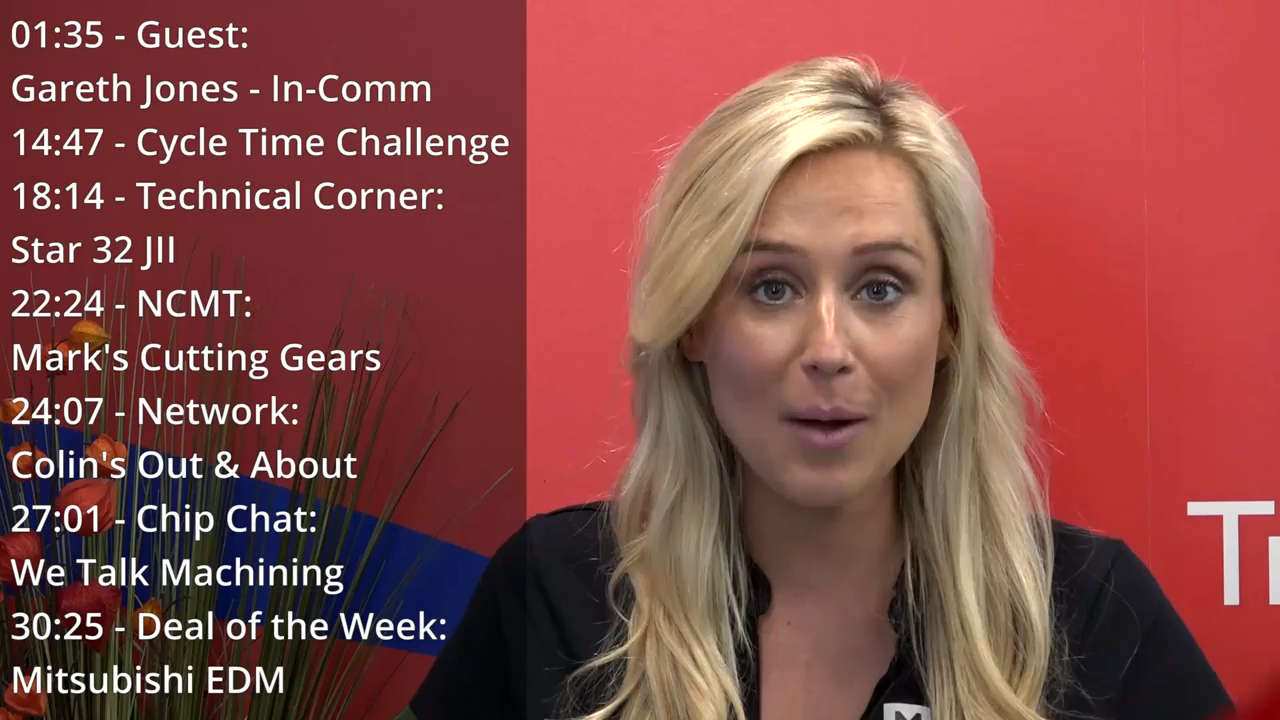 01:35 - Guest:
Gareth Jones - In-Comm
14:47 - Cycle Time Challenge
18:14 - Technical Corner:
Star 32 JII
22:24 - NCMT:
Mark's Cutting Gears
24:07 - Network:
Colin's Out & About
27:01 - Chip Chat:
We Talk Machining
30:25 - Deal of the Week:
Mitsubishi EDM